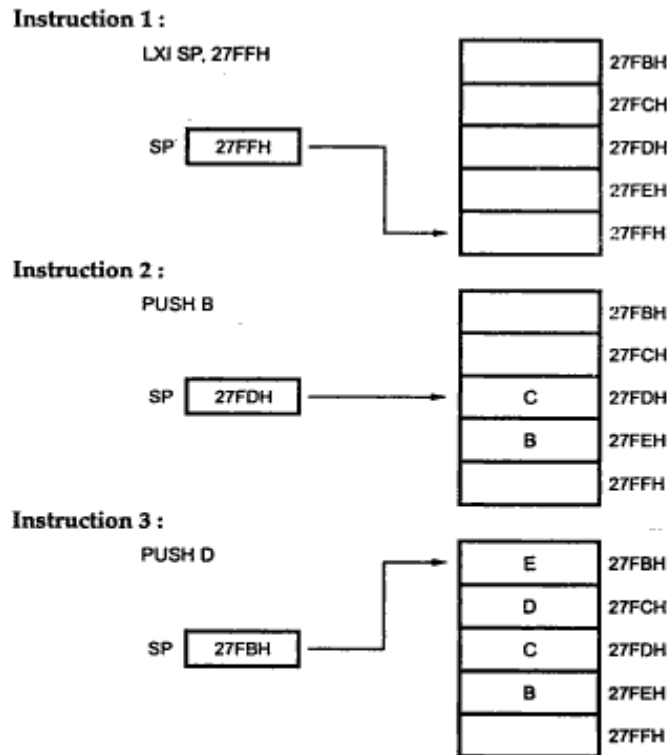 Instruction 1 :
LXI SP, 27FFH
27FBH
27FCH
SP 27FFH
27FDH
27FEH
27FFH
Instruction 2 :
PUSH B
27FBH
27FCH
SP 27FDH
C 27FDH
B 27FEH
27FFH
Instruction 3 :
PUSH D
E 27FBH
D 27FCH
SP 27FBH
C 27FDH
B 27FEH
27FFH